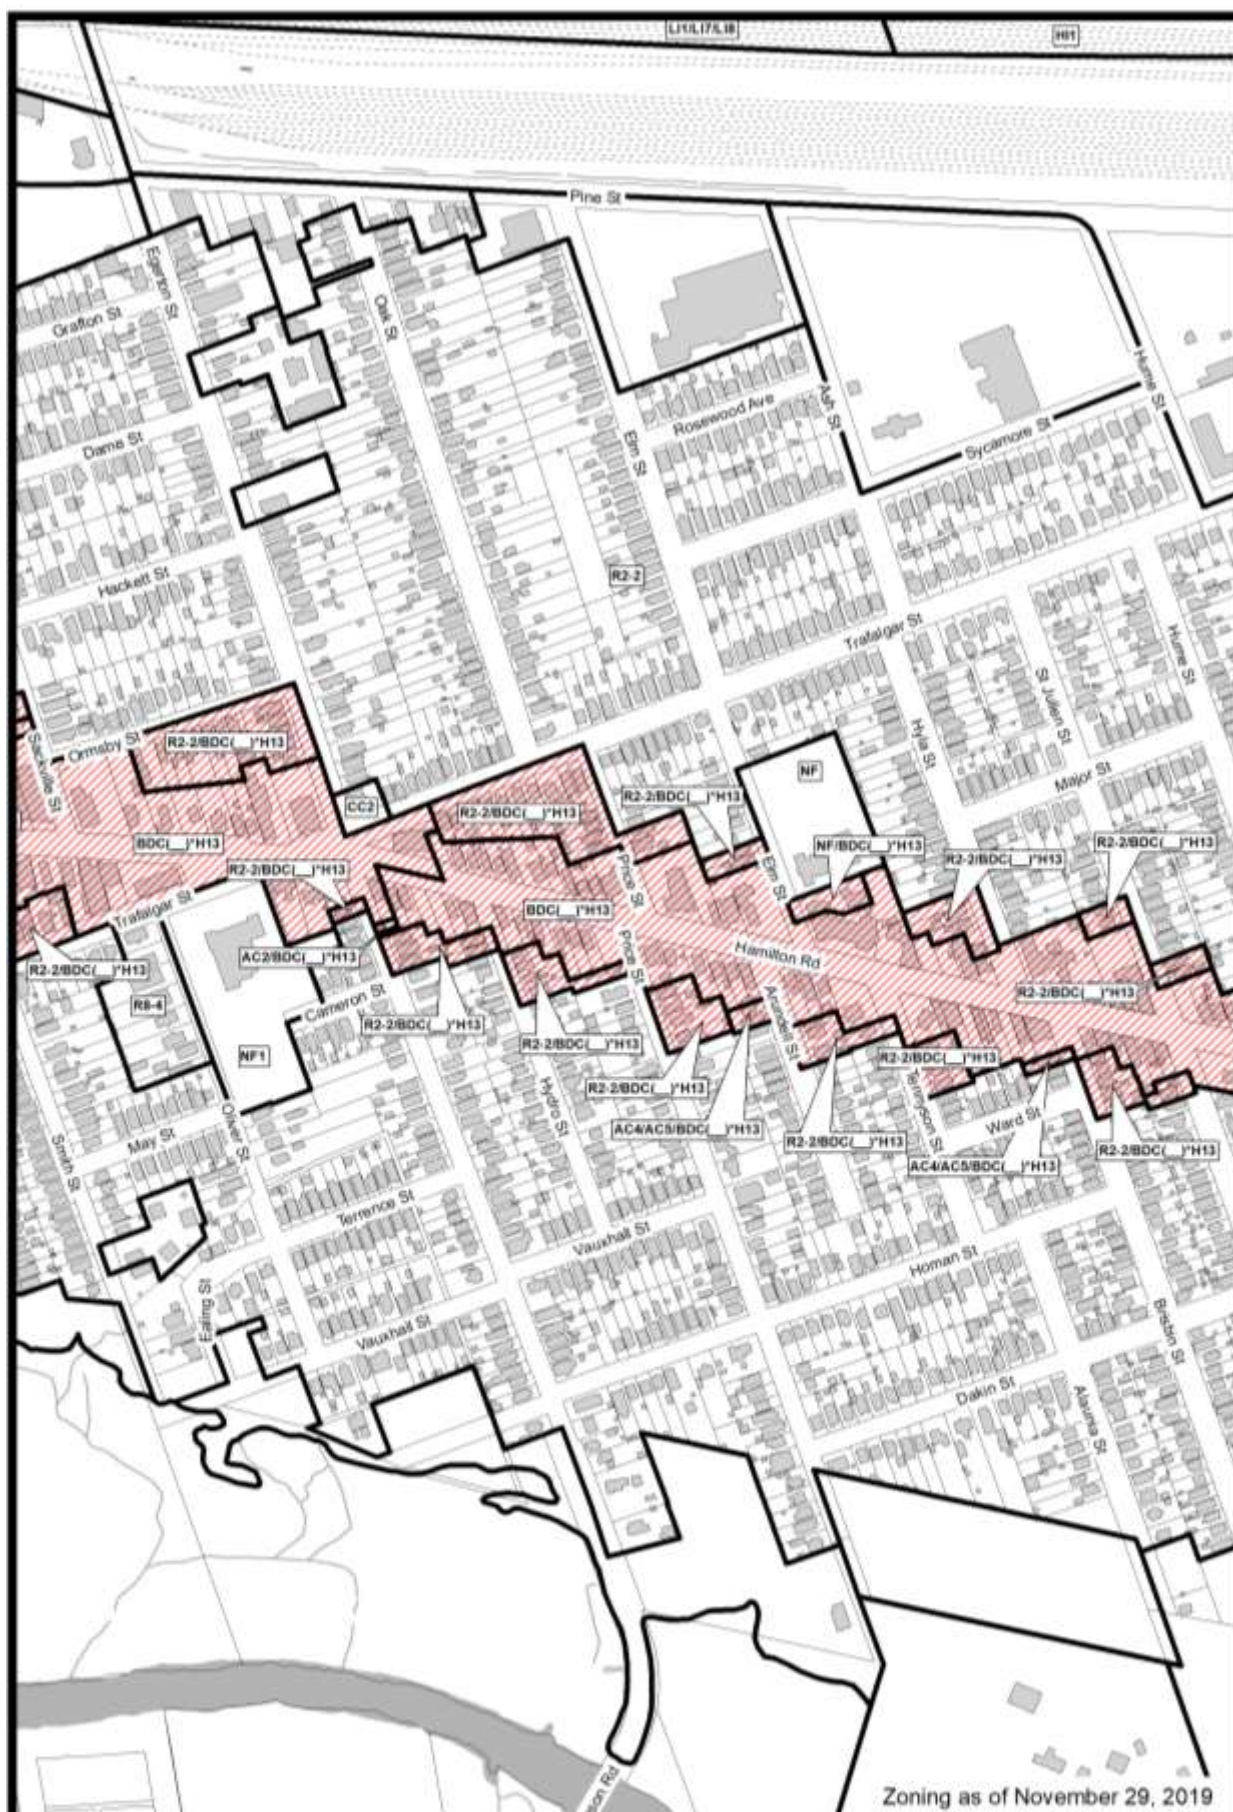 LI1/LI7/LI8
HI1
Pine St
Egerton St
Grafton St
Oak St
Hume St
Ash St
Rosewood Ave
Sycamore St
Dame St
Elm St
Hackett St
R2-2
Trafalgar St
Hume St
St Julien St
Hyla St
Ormsby St
Sackville St
R2-2/BDC(__)*H13
NF
Major St
R2-2/BDC(__)*H13
CC2
R2-2/BDC(__)*H13
BDC(__)*H13
NF/BDC(__)*H13
R2-2/BDC(__)*H13
R2-2/BDC(__)*H13
R2-2/BDC(__)*H13
Price St
Elm St
Trafalgar St
BDC(__)*H13
Price St
Hamilton Rd
AC2/BDC(__)*H13
R2-2/BDC(__)*H13
R8-4
Cameron St
R2-2/BDC(__)*H13
R2-2/BDC(__)*H13
Arundell St
R2-2/BDC(__)*H13
NF1
R2-2/BDC(__)*H13
R2-2/BDC(__)*H13
Hydro St
Tennyson St
Olivier St
May St
Smith St
AC4/AC5/BDC(__)*H13
R2-2/BDC(__)*H13
Ward St
AC4/AC5/BDC(__)*H13
R2-2/BDC(__)*H13
Terrence St
Vauxhall St
Homan St
Ealing St
Vauxhall St
Brisbin St
Dakin St
Alauma St
son Rd
Zoning as of November 29, 2019